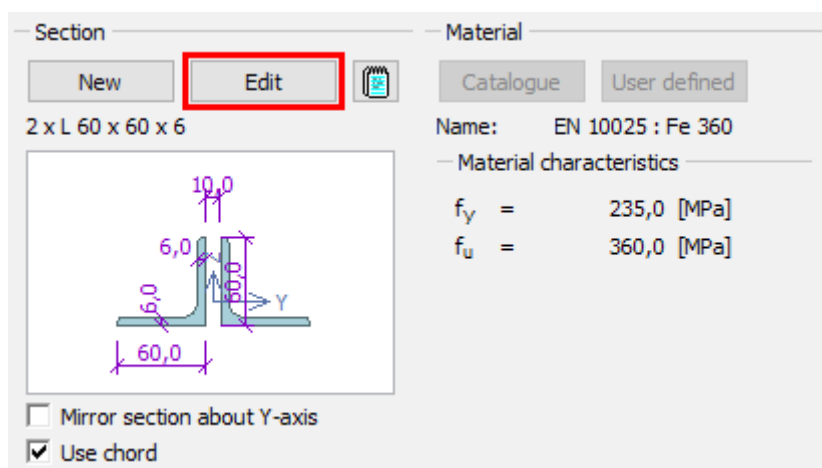 Section
New
Edit
2 x L 60 x 60 x 6
10,0
6,0
60,0
6,0
Y
60,0
Mirror section about Y-axis
Use chord
Material
Catalogue
User defined
Name: EN 10025 : Fe 360
Material characteristics
fy = 235,0 [MPa]
fu = 360,0 [MPa]